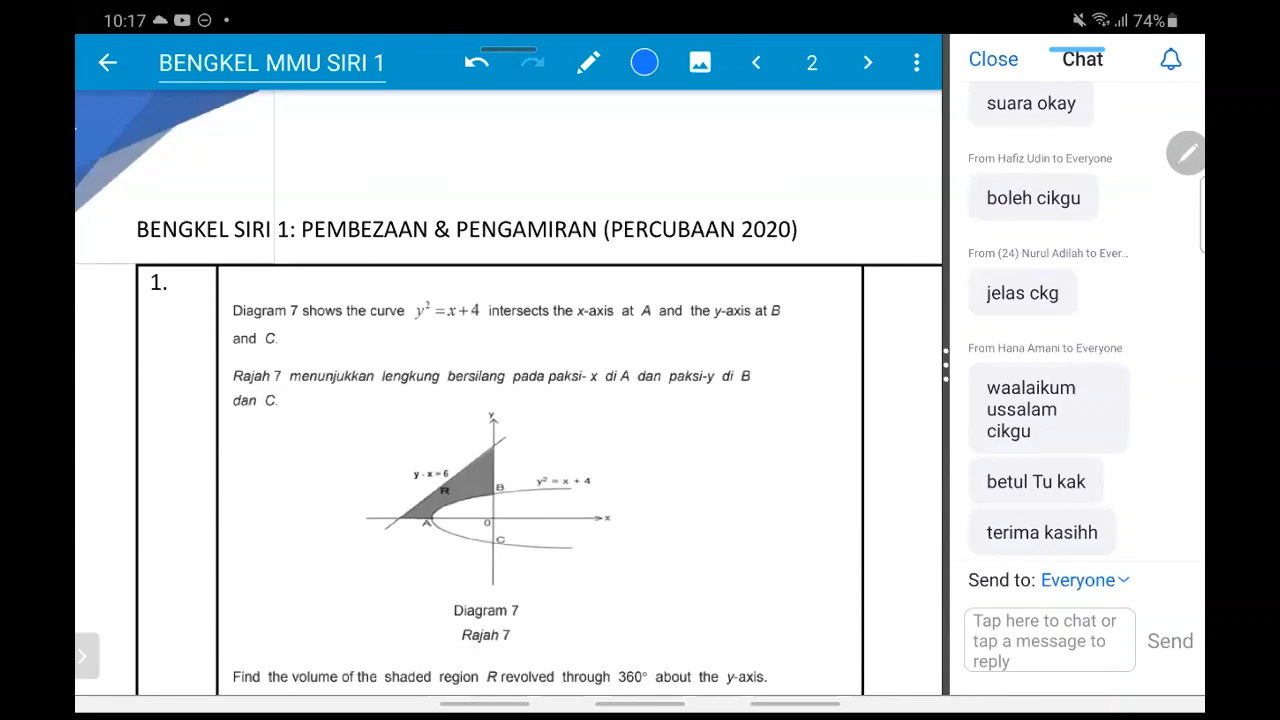 10:17
74%
BENGKEL MMU SIRI 1
2
Close
Chat
suara okay
From Hafiz Udin to Everyone
boleh cikgu
From (24) Nurul Adilah to Ever...
jelas ckg
From Hana Amani to Everyone
waalaikum
ussalam
cikgu
betul Tu kak
terima kasihh
Send to: Everyone
Tap here to chat or
tap a message to
reply
Send
BENGKEL SIRI 1: PEMBEZAAN & PENGAMIRAN (PERCUBAAN 2020)
1.
Diagram 7 shows the curve y² = x + 4 intersects the x-axis at A and the y-axis at B
and C.
Rajah 7 menunjukkan lengkung bersilang pada paksi- x di A dan paksi-y di B
dan C.
y
y - x = 6
R
B
y² = x + 4
A
0
x
C
Diagram 7
Rajah 7
Find the volume of the shaded region R revolved through 360° about the y-axis.